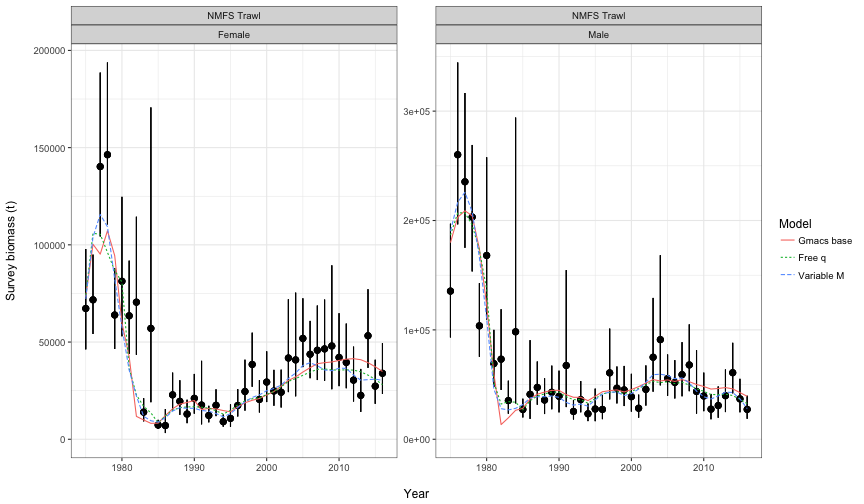 NMFS Trawl
Female
NMFS Trawl
Male
Survey biomass (t)
200000
150000
100000
50000
0
3e+05
2e+05
1e+05
0e+00
1980 1990 2000 2010
1980 1990 2000 2010
Year
Model
Gmacs base
Free q
Variable M